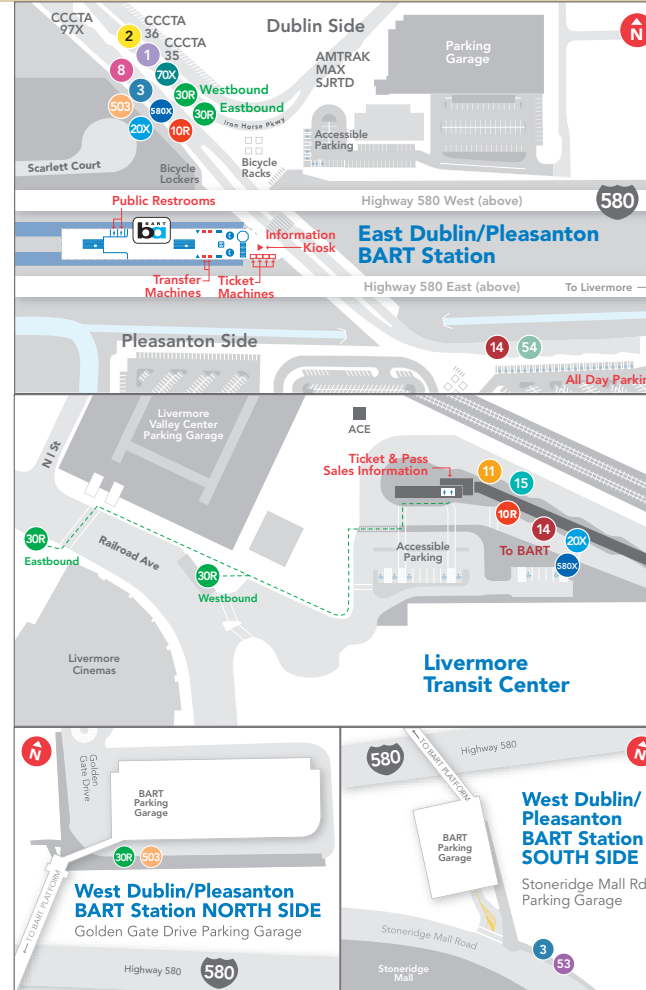 CCCTA
97X
CCCTA
36
2
Dublin Side
N
1
CCCTA
35
AMTRAK
MAX
SJRTD
Parking
Garage
8
70X
3
30R
Westbound
503
580X
30R
Eastbound
20X
10R
Iron Horse Pkwy
Accessible
Parking
Scarlett Court
Bicycle
Lockers
Bicycle
Racks
Public Restrooms
Highway 580 West (above)
580
BART
ba
Information
Kiosk
East Dublin/Pleasanton
BART Station
Transfer
Machines
Ticket
Machines
Highway 580 East (above)
To Livermore
Pleasanton Side
14
54
All Day Parkin
Livermore
Valley Center
Parking Garage
ACE
N I St
Ticket & Pass
Sales Information
11
15
10R
14
To BART
20X
580X
30R
Eastbound
Railroad Ave
30R
Westbound
Accessible
Parking
Livermore
Cinemas
Livermore
Transit Center
N
Golden
Gate Drive
BART
Parking
Garage
30R
503
TO BART PLATFORM
West Dublin/Pleasanton
BART Station NORTH SIDE
Golden Gate Drive Parking Garage
Highway 580
580
580
TO BART PLATFORM
Highway 580
N
BART
Parking
Garage
West Dublin/
Pleasanton
BART Station
SOUTH SIDE
Stoneridge Mall Rd
Parking Garage
Stoneridge Mall Road
3
53
Stoneridge
Mall